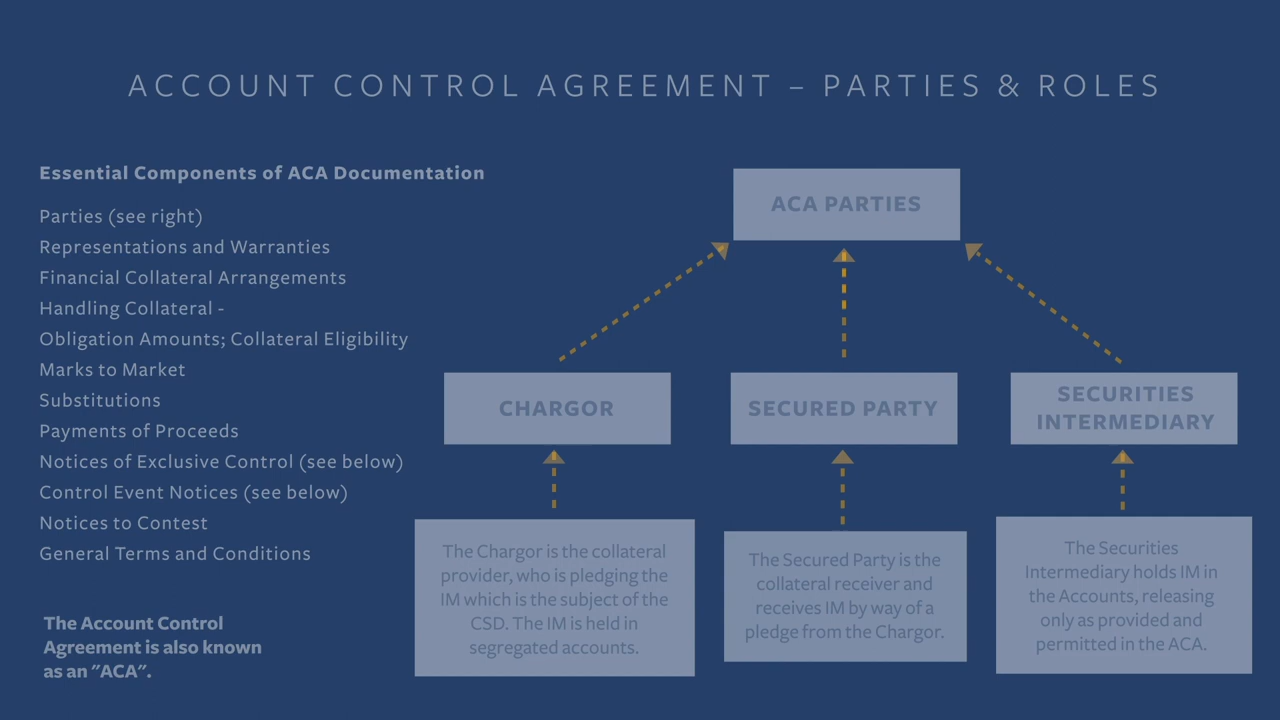 ACCOUNT CONTROL AGREEMENT – PARTIES & ROLES
Essential Components of ACA Documentation
Parties (see right)
Representations and Warranties
Financial Collateral Arrangements
Handling Collateral -
Obligation Amounts; Collateral Eligibility
Marks to Market
Substitutions
Payments of Proceeds
Notices of Exclusive Control (see below)
Control Event Notices (see below)
Notices to Contest
General Terms and Conditions
The Account Control
Agreement is also known
as an "ACA".
ACA PARTIES
CHARGOR
SECURED PARTY
SECURITIES
INTERMEDIARY
The Chargor is the collateral
provider, who is pledging the
IM which is the subject of the
CSD. The IM is held in
segregated accounts.
The Secured Party is the
collateral receiver and
receives IM by way of a
pledge from the Chargor.
The Securities
Intermediary holds IM in
the Accounts, releasing
only as provided and
permitted in the ACA.